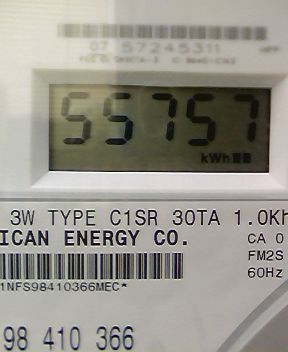 07 57245311
55757
kWh
3W TYPE C1SR 30TA 1.0Kh
ICAN ENERGY CO.
CA 0
FM2S
60Hz
1NFS98410366MEC*
98 410 366